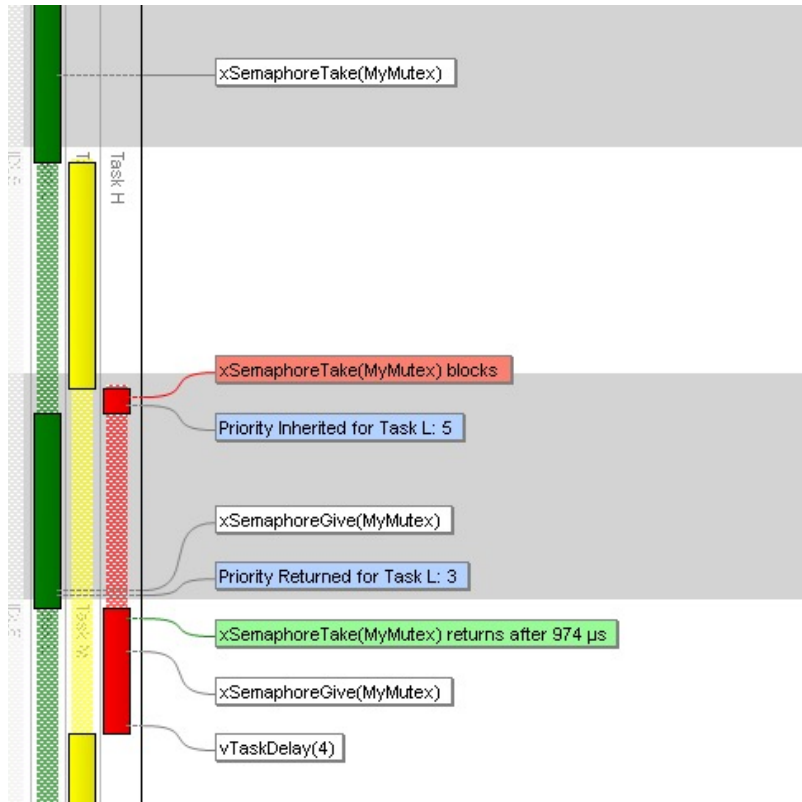 xSemaphoreTake(MyMutex)
Task H
xSemaphoreTake(MyMutex) blocks
Priority Inherited for Task L: 5
xSemaphoreGive(MyMutex)
Priority Returned for Task L: 3
xSemaphoreTake(MyMutex) returns after 974 µs
xSemaphoreGive(MyMutex)
vTaskDelay(4)